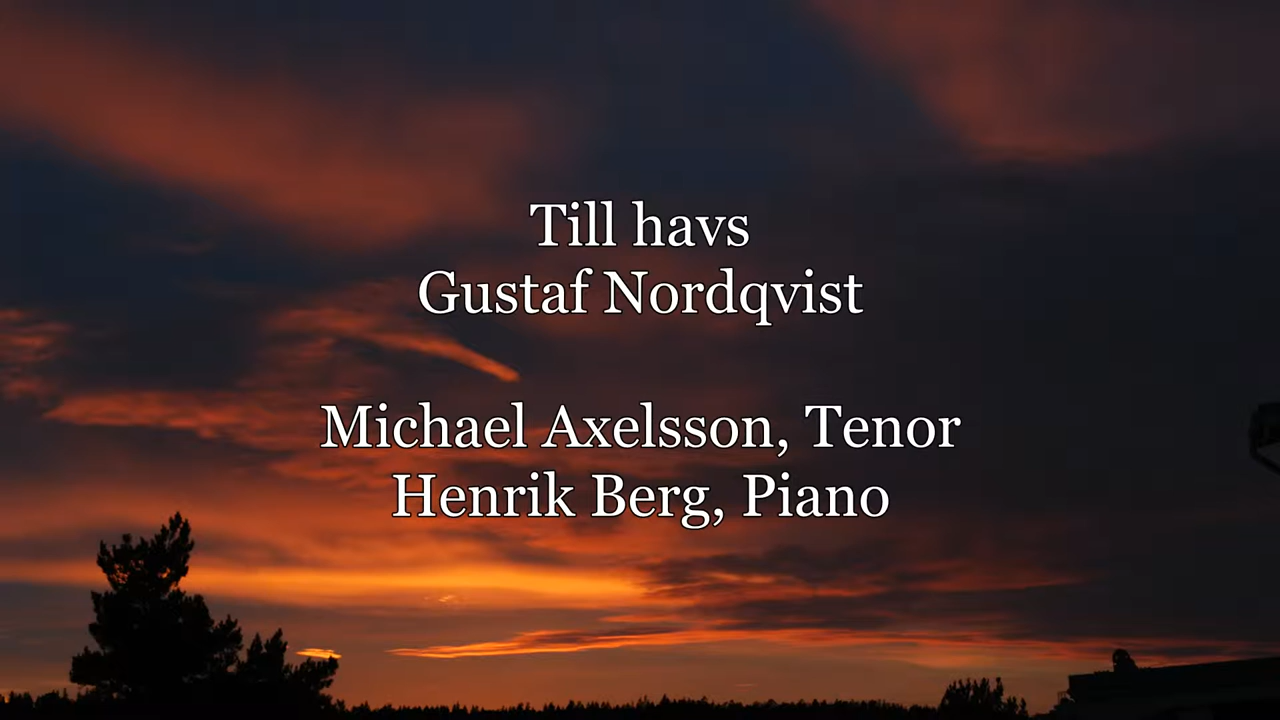 Till havs
Gustaf Nordqvist
Michael Axelsson, Tenor
Henrik Berg, Piano